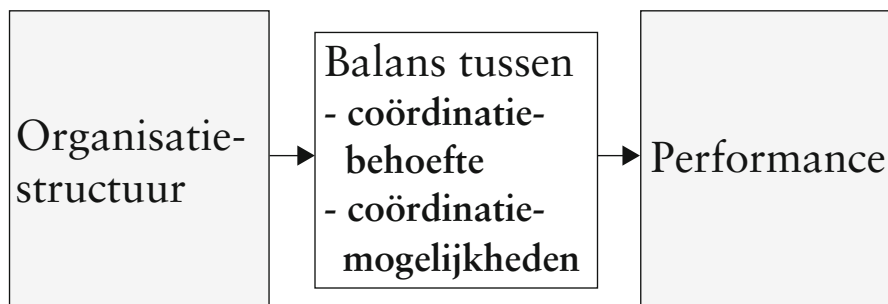 Organisatie-
structuur
Balans tussen
- coördinatie-
behoefte
- coördinatie-
mogelijkheden
Performance